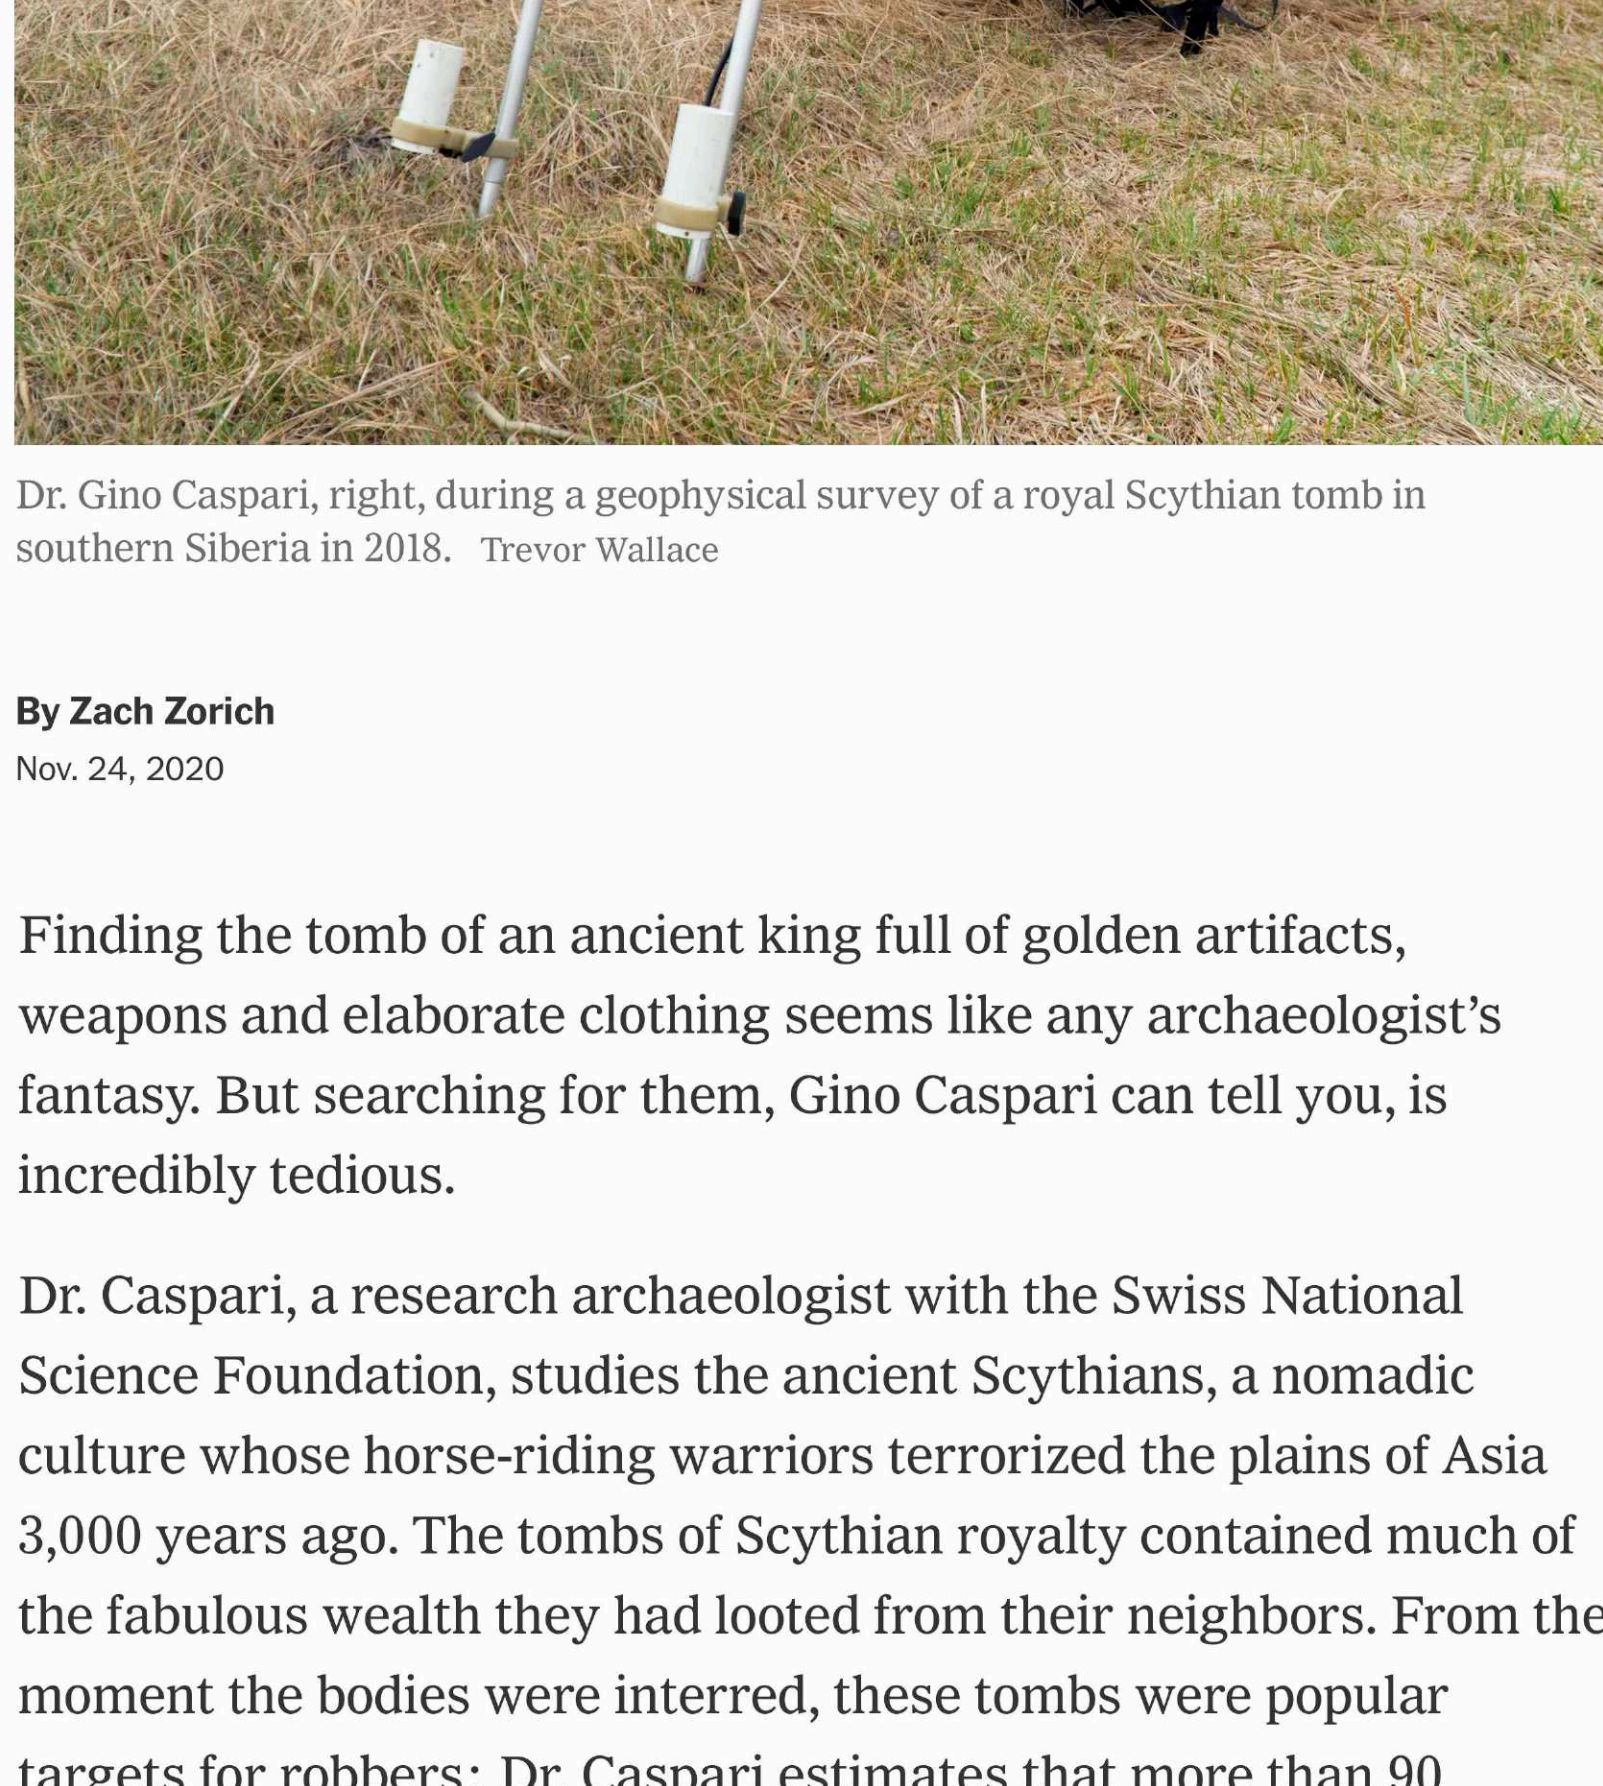 Dr. Gino Caspari, right, during a geophysical survey of a royal Scythian tomb in
southern Siberia in 2018. Trevor Wallace
By Zach Zorich
Nov. 24, 2020
Finding the tomb of an ancient king full of golden artifacts,
weapons and elaborate clothing seems like any archaeologist’s
fantasy. But searching for them, Gino Caspari can tell you, is
incredibly tedious.
Dr. Caspari, a research archaeologist with the Swiss National
Science Foundation, studies the ancient Scythians, a nomadic
culture whose horse-riding warriors terrorized the plains of Asia
3,000 years ago. The tombs of Scythian royalty contained much of
the fabulous wealth they had looted from their neighbors. From the
moment the bodies were interred, these tombs were popular
targets for robbers; Dr. Caspari estimates that more than 90